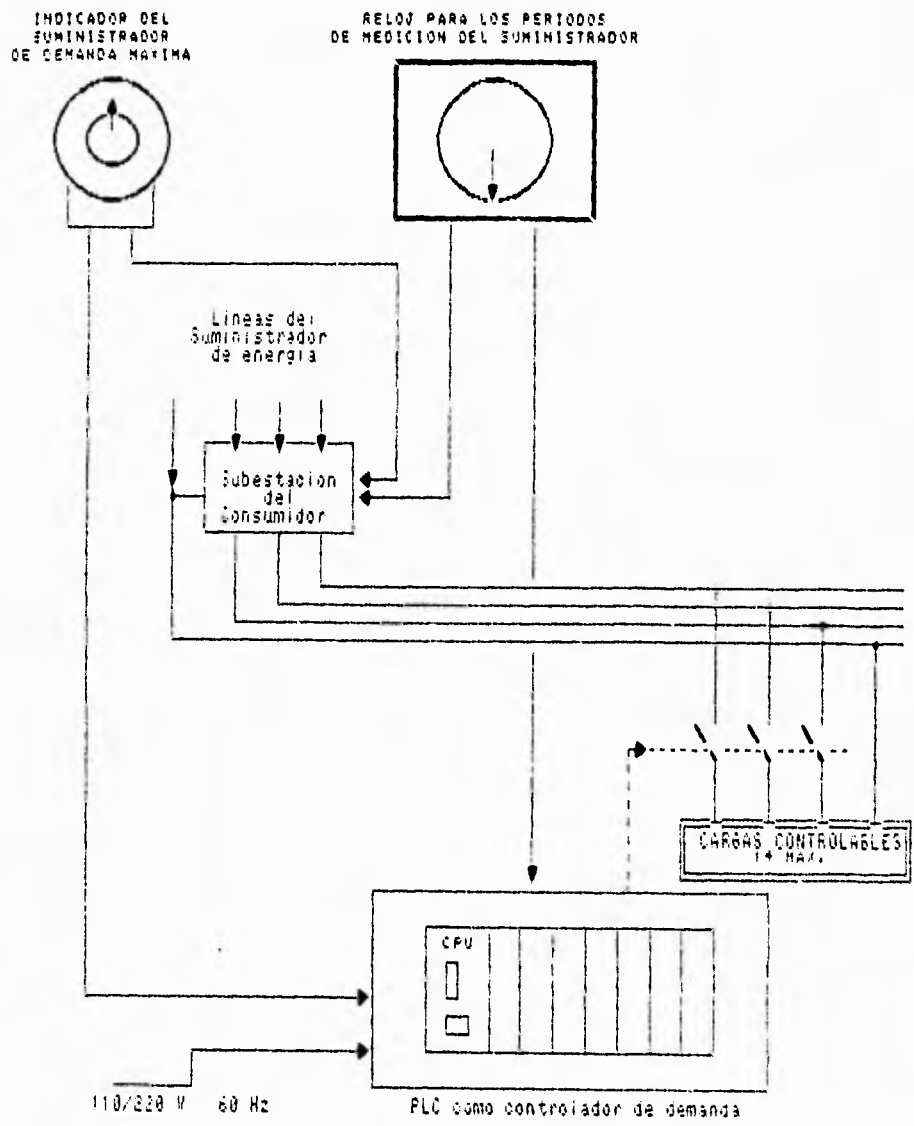 INDICADOR DEL
SUMINISTRADOR
DE DEMANDA MAXIMA
RELOJ PARA LOS PERIODOS
DE MEDICION DEL SUMINISTRADOR
Lineas del
Suministrador
de energia
Subestacion
del
Consumidor
CARGAS CONTROLABLES
14 MAX.
CPU
110/220 V 60 Hz
PLC como controlador de demanda